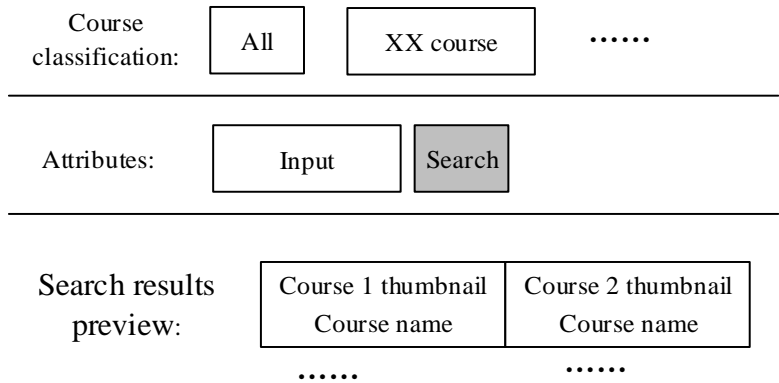 Course
classification:
All
XX course
......
Attributes:
Input
Search
Search results
preview:
Course 1 thumbnail
Course name
Course 2 thumbnail
Course name
......
......